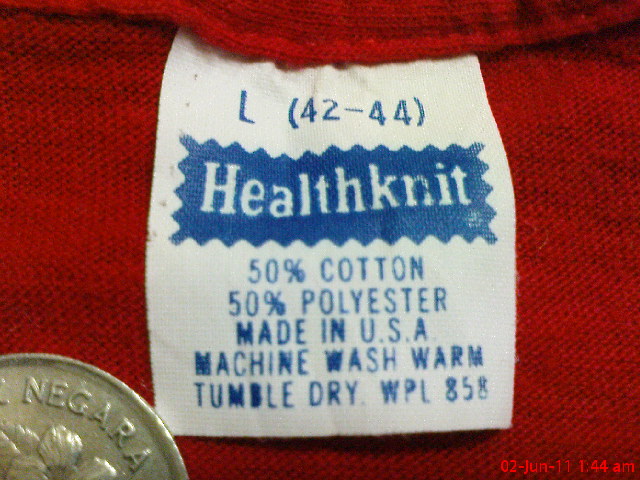 L (42-44)
Healthknit
50% COTTON
50% POLYESTER
MADE IN U.S.A.
MACHINE WASH WARM
TUMBLE DRY. WPL 858
NEGARA
02-Jun-11 1:44 am